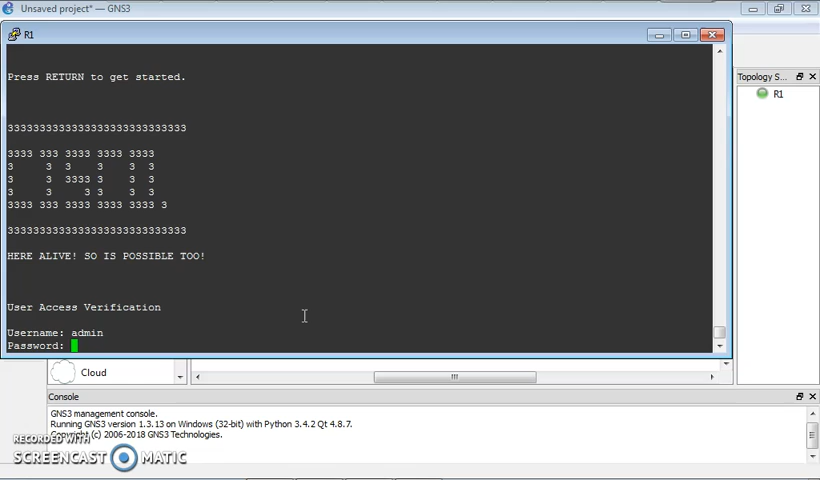 Unsaved project* — GNS3
R1
Press RETURN to get started.
3333333333333333333333333333
3333 333 3333 3333 3333
3 3 3 3 3 3
3 3 3333 3 3 3
3 3 3 3 3 3
3333 333 3333 3333 3333 3
3333333333333333333333333333
HERE ALIVE! SO IS POSSIBLE TOO!
User Access Verification
Username: admin
Password:
Topology S...
R1
Cloud
Console
GNS3 management console.
Running GNS3 version 1.3.13 on Windows (32-bit) with Python 3.4.2 Qt 4.8.7.
Copyright (c) 2006-2018 GNS3 Technologies.
RECORDED WITH
SCREENCAST MATIC